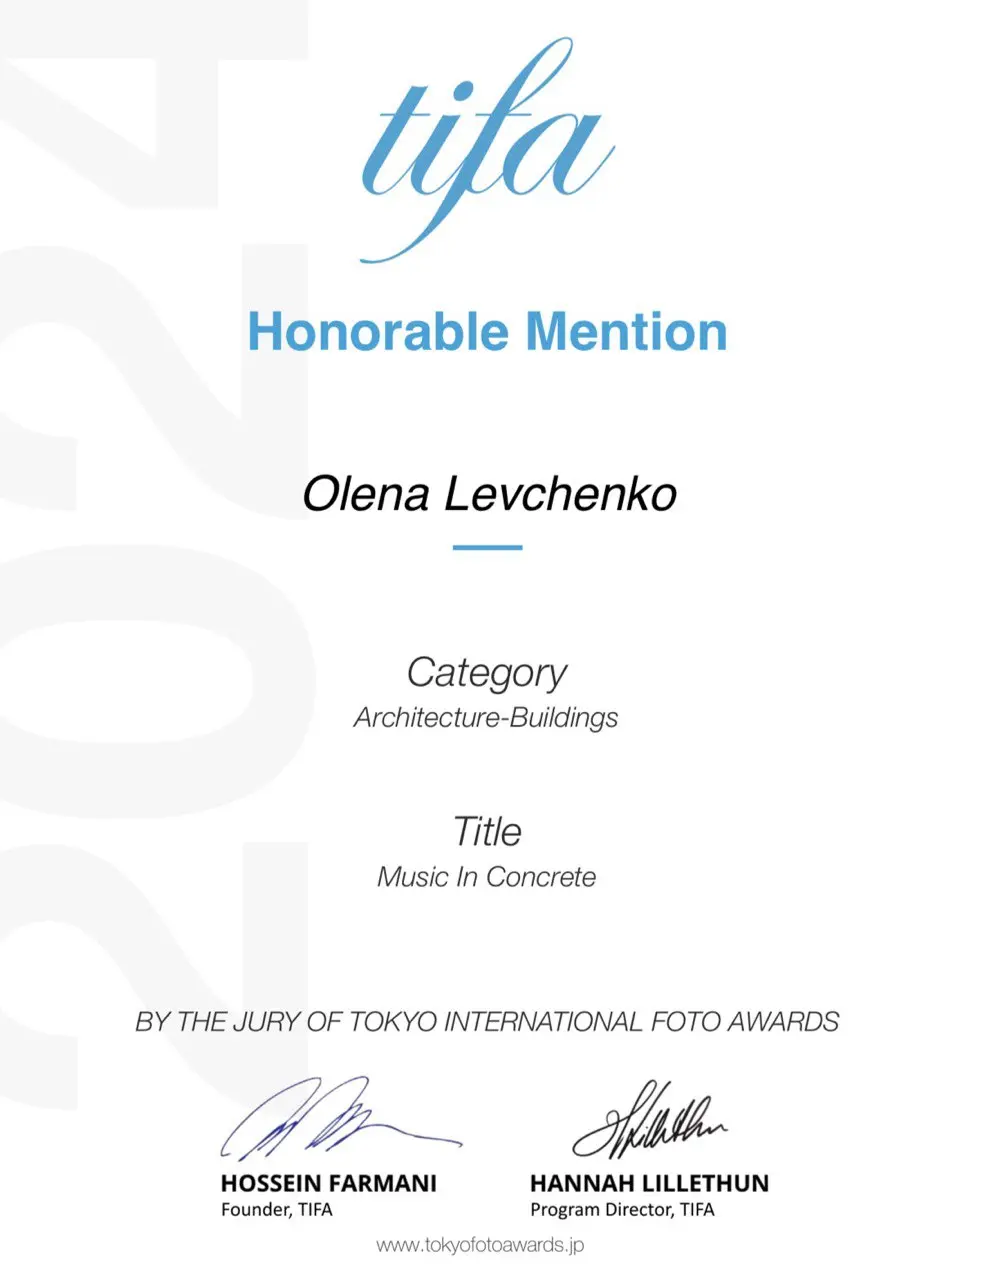 2024
tifa
Honorable Mention
Olena Levchenko
Category
Architecture-Buildings
Title
Music In Concrete
BY THE JURY OF TOKYO INTERNATIONAL FOTO AWARDS
HOSSEIN FARMANI
Founder, TIFA
HANNAH LILLETHUN
Program Director, TIFA
www.tokyofotoawards.jp